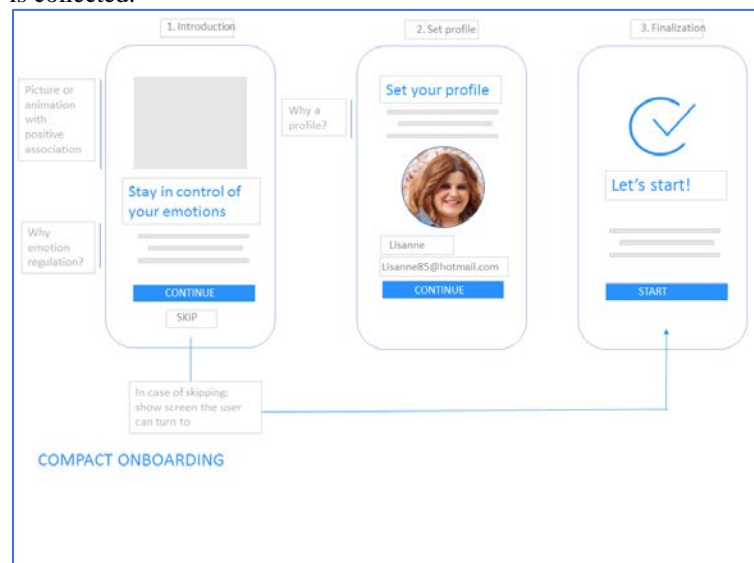 is collected.
1. Introduction
2. Set profile
3. Finalization
Picture or
animation
with
positive
association
Stay in control of
your emotions
Why
emotion
regulation?
CONTINUE
SKIP
Why a
profile?
Set your profile
Lisanne
Lisanne85@hotmail.com
CONTINUE
Let's start!
START
In case of skipping:
show screen the user
can turn to
COMPACT ONBOARDING